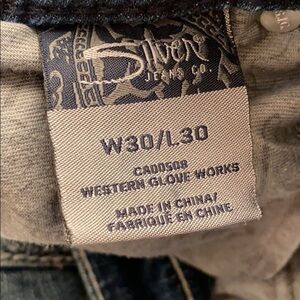 Silver
JEANS CO.
W30/L30
CA00508
WESTERN GLOVE WORKS
MADE IN CHINA/
FABRIQUÉ EN CHINE